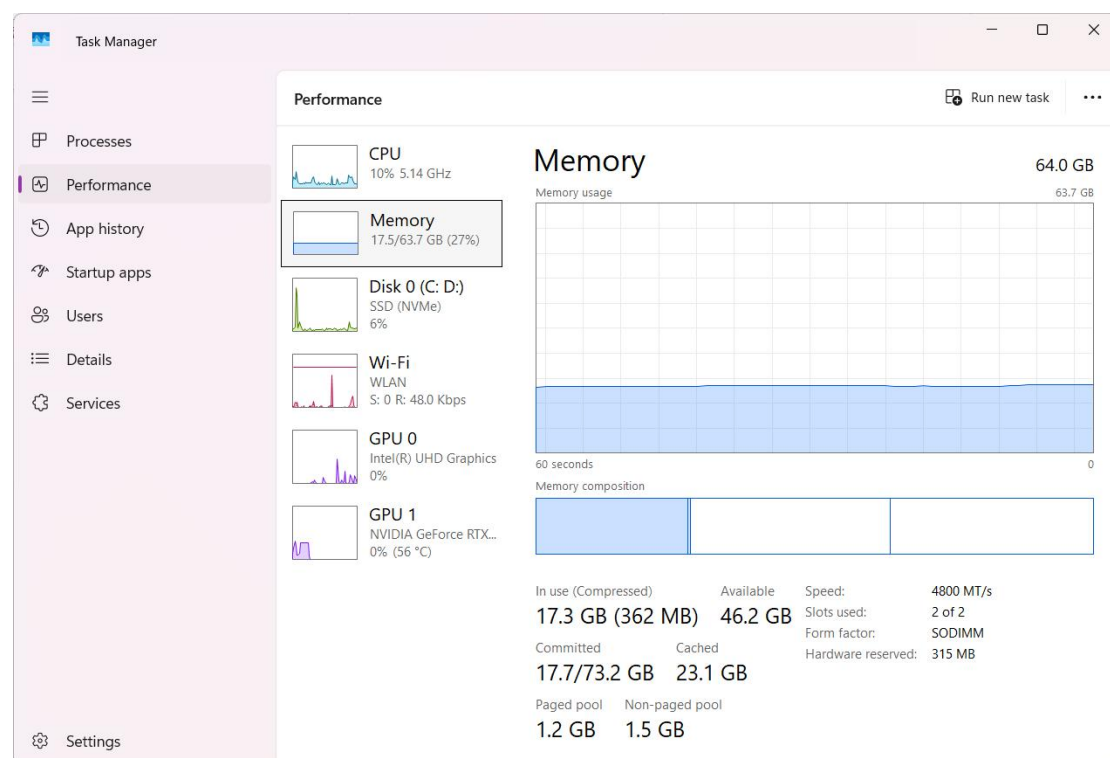 Task Manager
Performance
Run new task
Processes
Performance
App history
Startup apps
Users
Details
Services
Settings
CPU
10% 5.14 GHz
Memory
17.5/63.7 GB (27%)
Disk 0 (C: D:)
SSD (NVMe)
6%
Wi-Fi
WLAN
S: 0 R: 48.0 Kbps
GPU 0
Intel(R) UHD Graphics
0%
GPU 1
NVIDIA GeForce RTX...
0% (56 °C)
Memory 64.0 GB
Memory usage 63.7 GB
60 seconds 0
Memory composition
In use (Compressed) Available
17.3 GB (362 MB) 46.2 GB
Committed Cached
17.7/73.2 GB 23.1 GB
Paged pool Non-paged pool
1.2 GB 1.5 GB
Speed: 4800 MT/s
Slots used: 2 of 2
Form factor: SODIMM
Hardware reserved: 315 MB